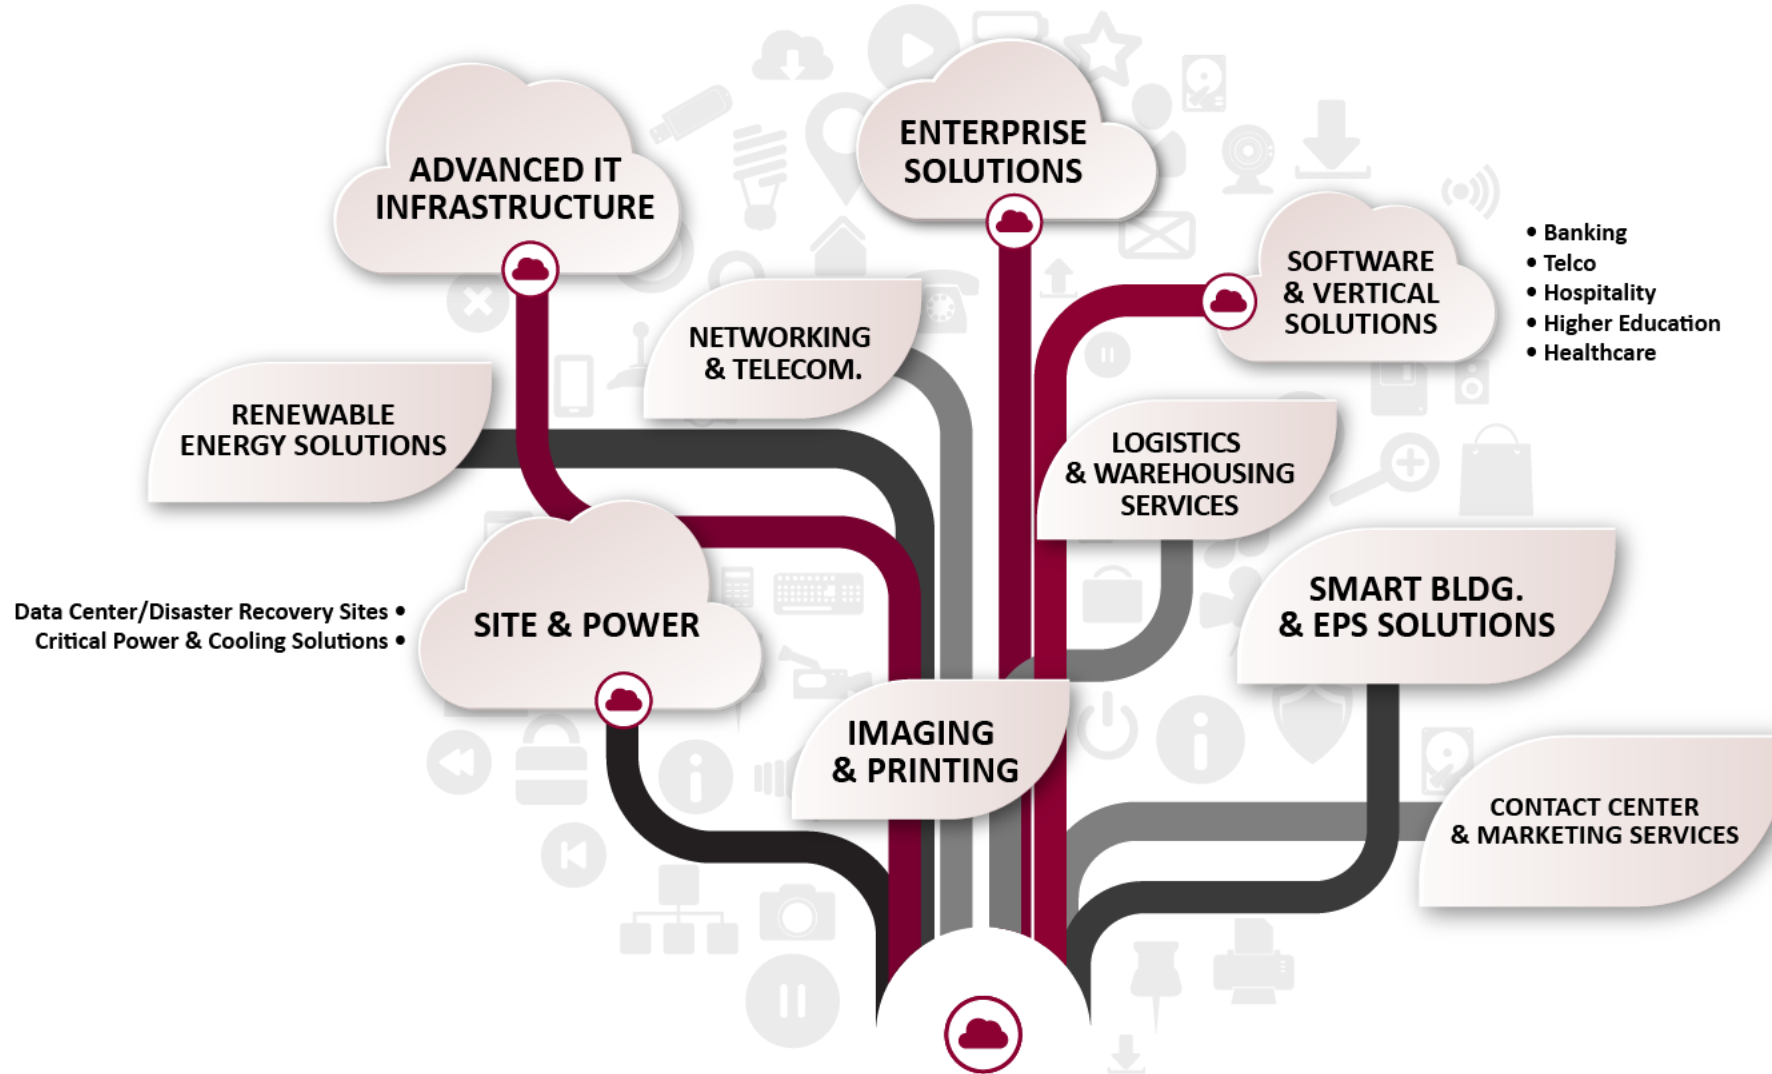 ADVANCED IT
INFRASTRUCTURE
ENTERPRISE
SOLUTIONS
SOFTWARE
& VERTICAL
SOLUTIONS
• Banking
• Telco
• Hospitality
• Higher Education
• Healthcare
NETWORKING
& TELECOM.
RENEWABLE
ENERGY SOLUTIONS
LOGISTICS
& WAREHOUSING
SERVICES
SMART BLDG.
& EPS SOLUTIONS
Data Center/Disaster Recovery Sites •
Critical Power & Cooling Solutions •
SITE & POWER
IMAGING
& PRINTING
CONTACT CENTER
& MARKETING SERVICES